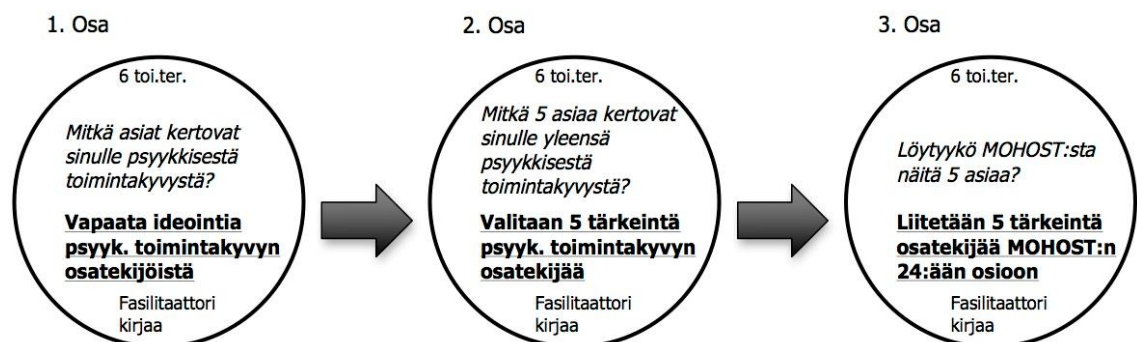 1. Osa
6 toi.ter.
Mitkä asiat kertovat
sinulle psyykkisestä
toimintakyvystä?
Vapaata ideointia
psyyk. toimintakyvyn
osatekijöistä
Fasilitaattori
kirjaa
2. Osa
6 toi.ter.
Mitkä 5 asiaa kertovat
sinulle yleensä
psyykkisestä
toimintakyvystä?
Valitaan 5 tärkeintä
psyyk. toimintakyvyn
osatekijää
Fasilitaattori
kirjaa
3. Osa
6 toi.ter.
Löytyykö MOHOST:sta
näitä 5 asiaa?
Liitetään 5 tärkeintä
osatekijää MOHOST:n
24:ään osioon
Fasilitaattori
kirjaa